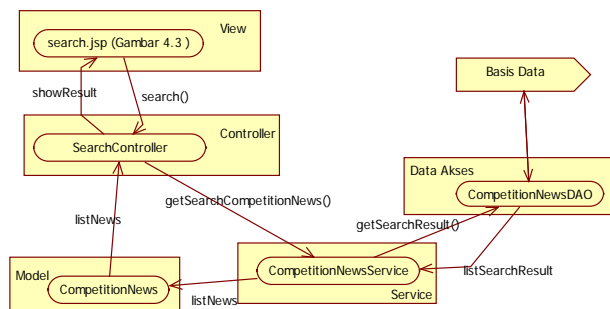 search.jsp (Gambar 4.3 )
View
showResult
search()
Basis Data
SearchController
Controller
Data Akses
CompetitionNewsDAO
getSearchCompetitionNews()
listNews
getSearchResult()
Model
CompetitionNews
listNews
CompetitionNewsService
Service
listSearchResult